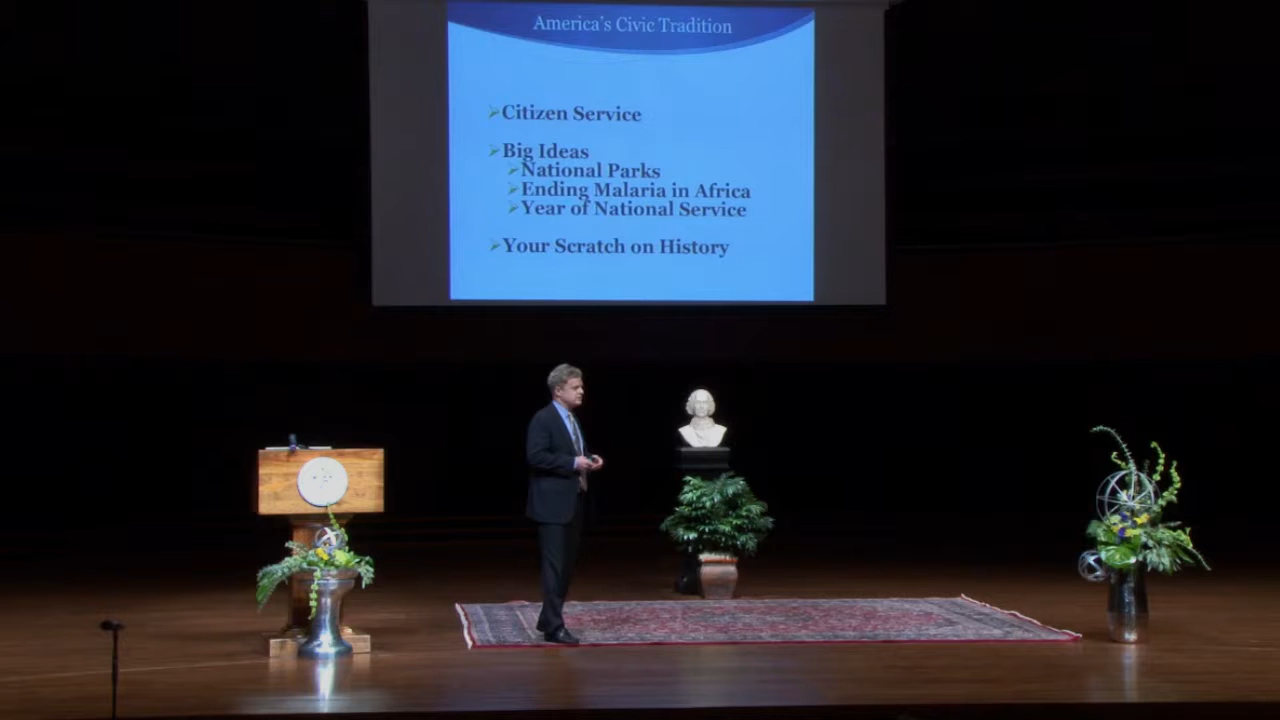 America's Civic Tradition
Citizen Service
Big Ideas
National Parks
Ending Malaria in Africa
Year of National Service
Your Scratch on History